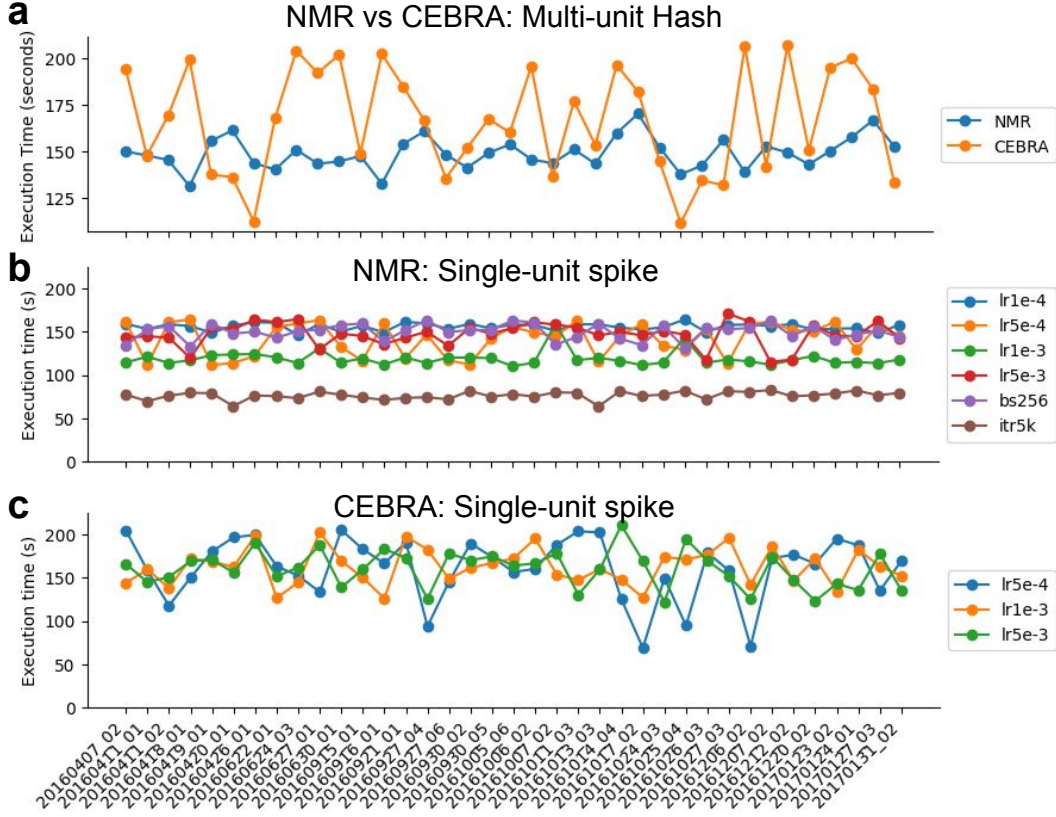 a
NMR vs CEBRA: Multi-unit Hash
Execution Time (seconds)
200
175
150
125
NMR
CEBRA
b
NMR: Single-unit spike
Execution time (s)
200
150
100
50
0
lr1e-4
lr5e-4
lr1e-3
lr5e-3
bs256
itr5k
c
CEBRA: Single-unit spike
Execution time (s)
200
150
100
50
0
lr5e-4
lr1e-3
lr5e-3
20160407_02
20160411_01
20160411_02
20160418_01
20160419_01
20160420_01
20160426_01
20160622_01
20160624_03
20160627_01
20160630_01
20160915_01
20160916_01
20160921_01
20160927_04
20160927_06
20160930_02
20160930_05
20161005_06
20161006_02
20161007_02
20161011_03
20161013_03
20161014_04
20161017_02
20161024_03
20161025_04
20161026_03
20161027_03
20161206_02
20161207_02
20161212_02
20161220_02
20170123_02
20170124_01
20170127_03
20170131_02